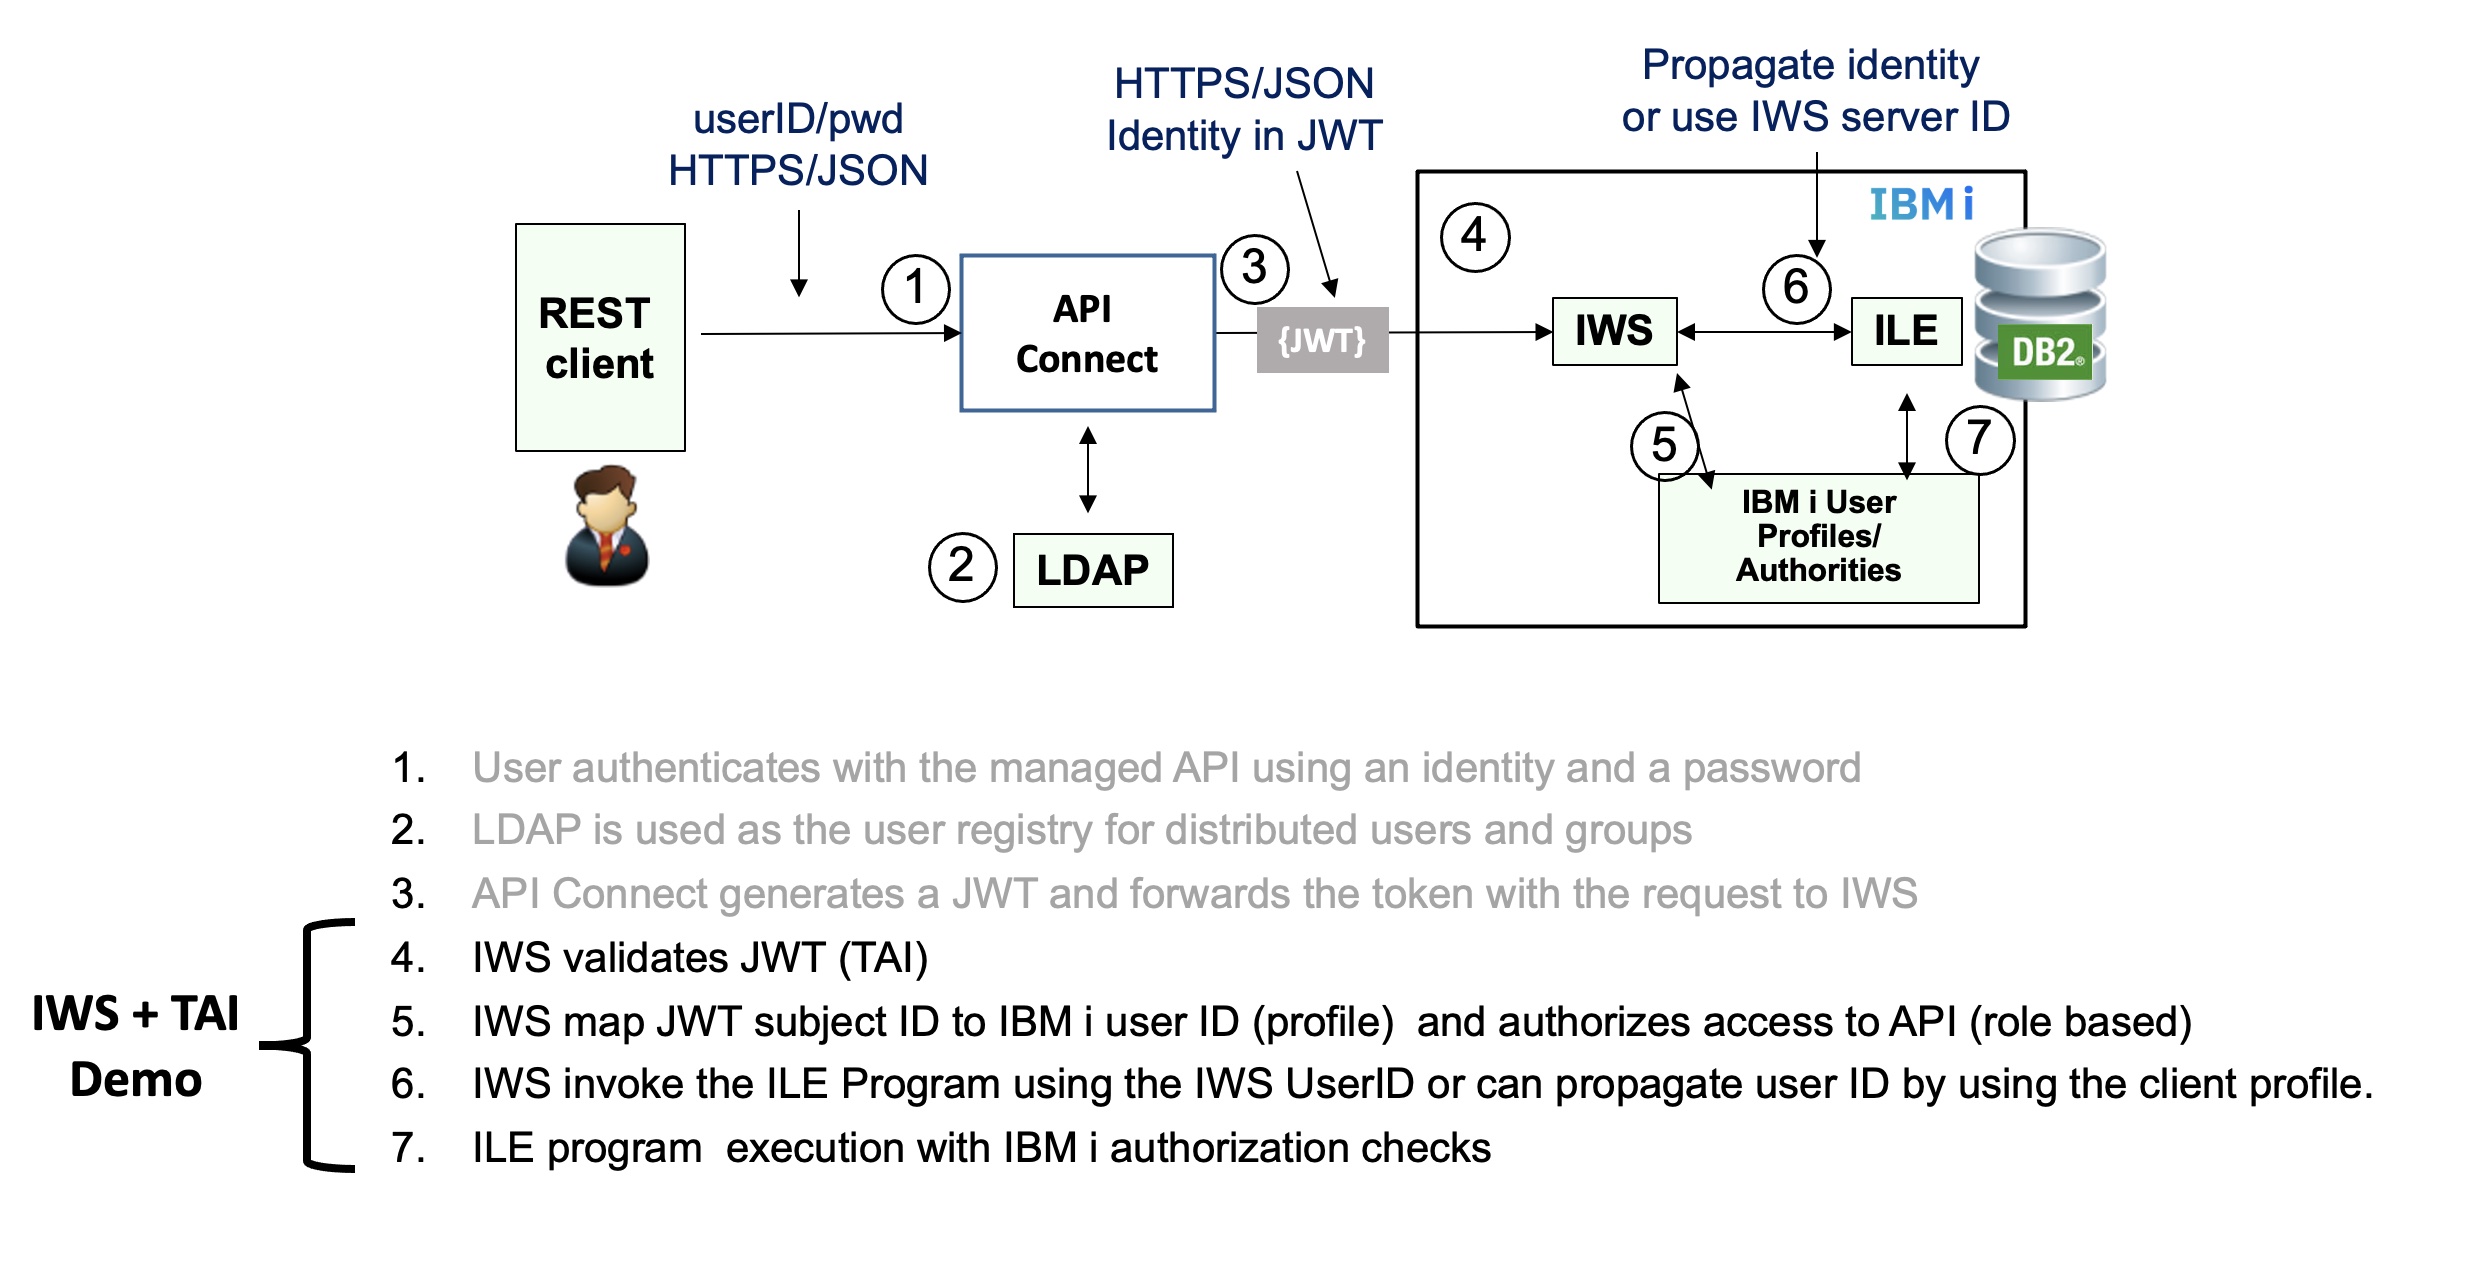 Propagate identity
or use IWS server ID
HTTPS/JSON
Identity in JWT
userID/pwd
HTTPS/JSON
IBM i
4
3
1
6
REST
client
API
Connect
{JWT}
IWS
ILE
DB2®
5
7
IBM i User
Profiles/
Authorities
2
LDAP
1. User authenticates with the managed API using an identity and a password
2. LDAP is used as the user registry for distributed users and groups
3. API Connect generates a JWT and forwards the token with the request to IWS
4. IWS validates JWT (TAI)
5. IWS map JWT subject ID to IBM i user ID (profile)  and authorizes access to API (role based)
6. IWS invoke the ILE Program using the IWS UserID or can propagate user ID by using the client profile.
7. ILE program  execution with IBM i authorization checks
IWS + TAI
Demo